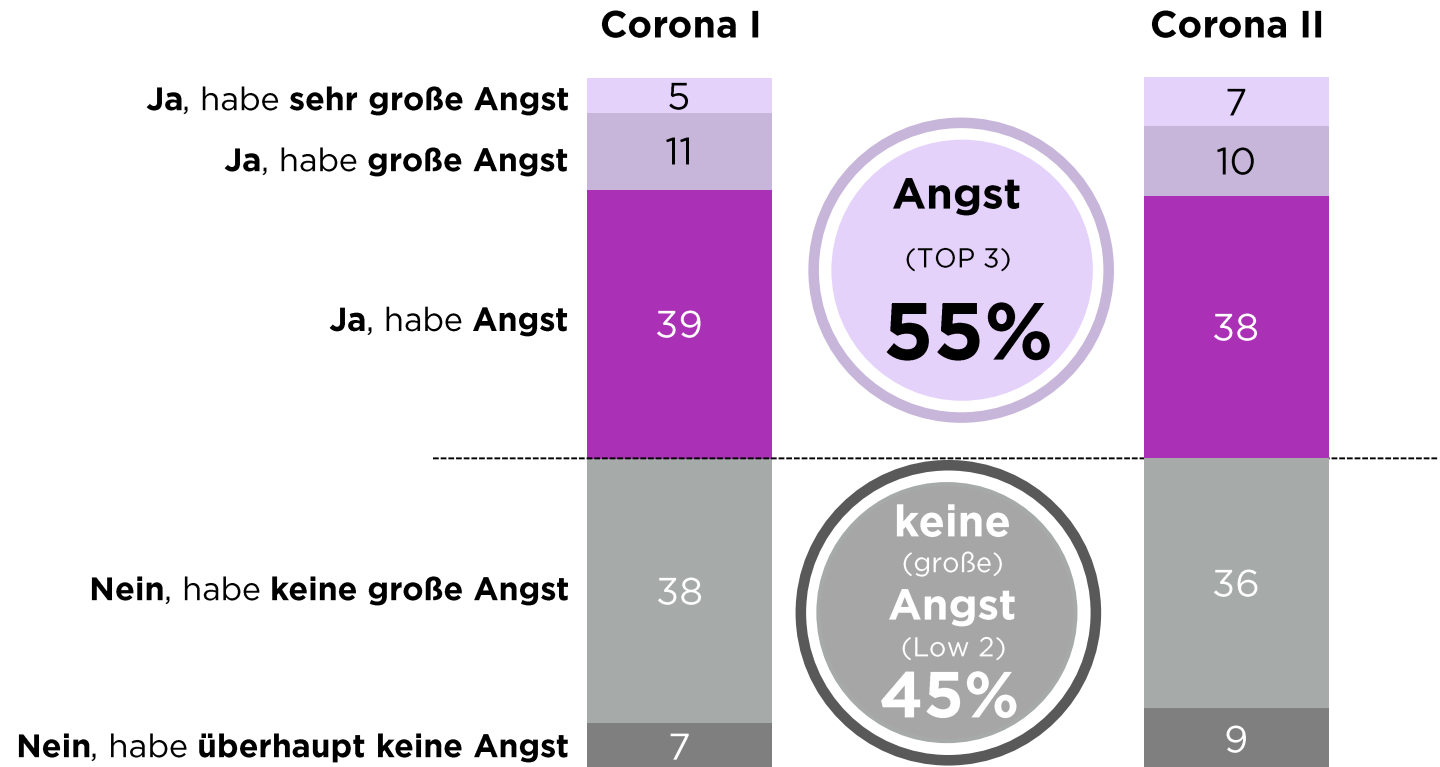 Corona I
Corona II
Ja, habe sehr große Angst
5
7
Ja, habe große Angst
11
10
Ja, habe Angst
39
38
Angst
(TOP 3)
55%
Nein, habe keine große Angst
38
36
keine
(große)
Angst
(Low 2)
45%
Nein, habe überhaupt keine Angst
7
9